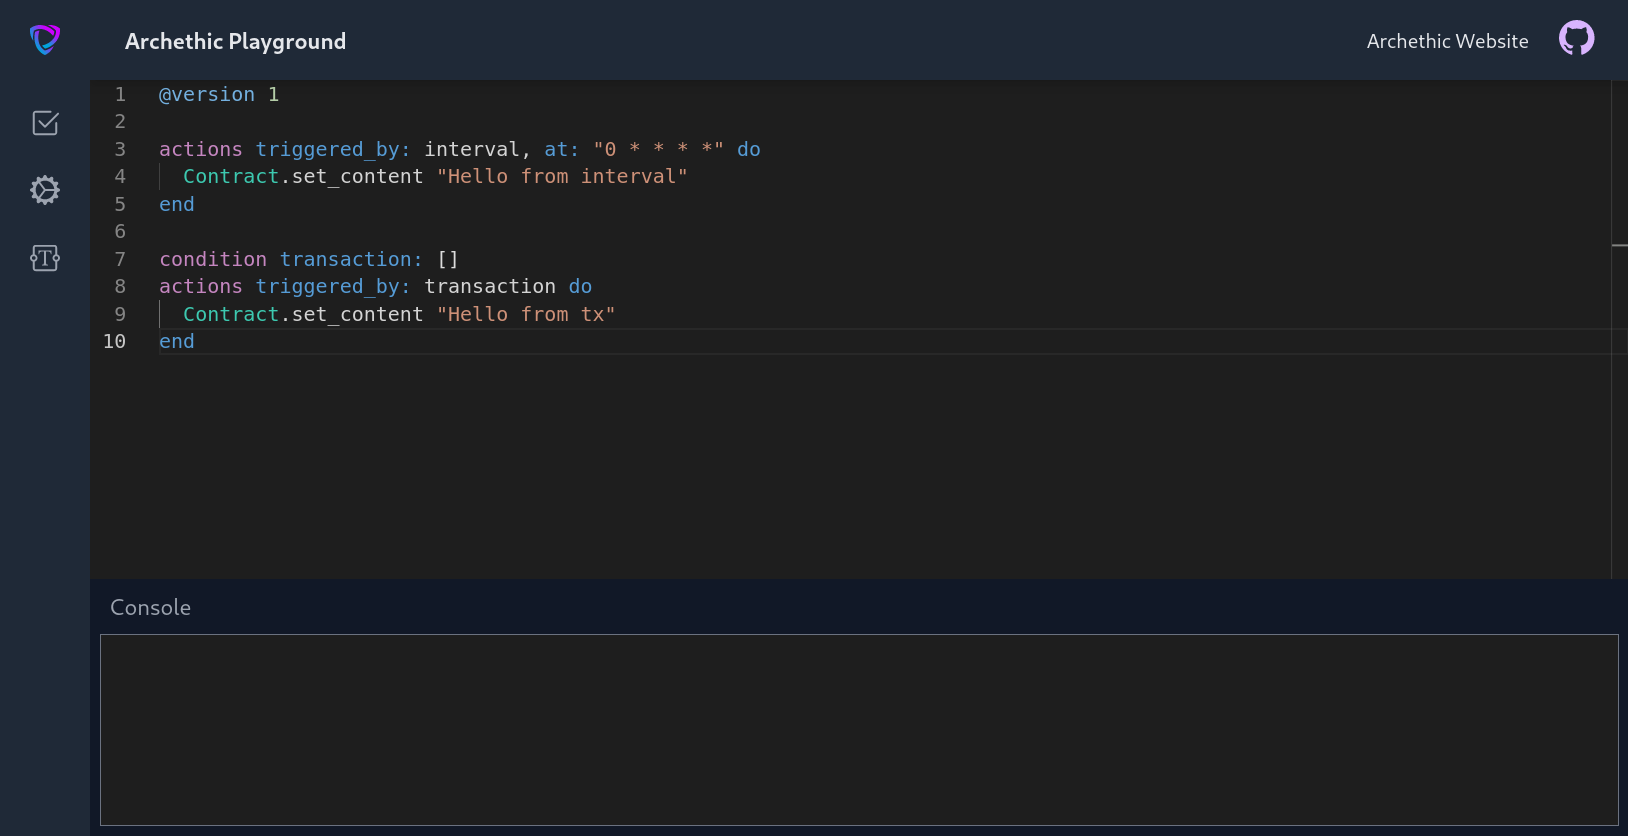 Archethic Playground
Archethic Website
1 @version 1
2
3 actions triggered_by: interval, at: "0 * * * *" do
4   Contract.set_content "Hello from interval"
5 end
6
7 condition transaction: []
8 actions triggered_by: transaction do
9   Contract.set_content "Hello from tx"
10 end
Console